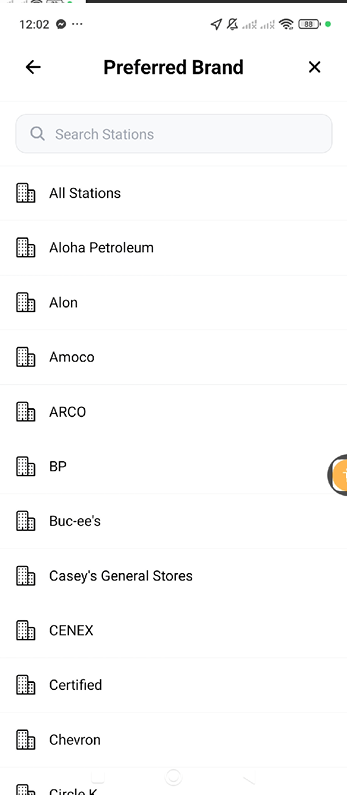 12:02
88
Preferred Brand
Search Stations
All Stations
Aloha Petroleum
Alon
Amoco
ARCO
BP
Buc-ee's
Casey's General Stores
CENEX
Certified
Chevron
Circle K